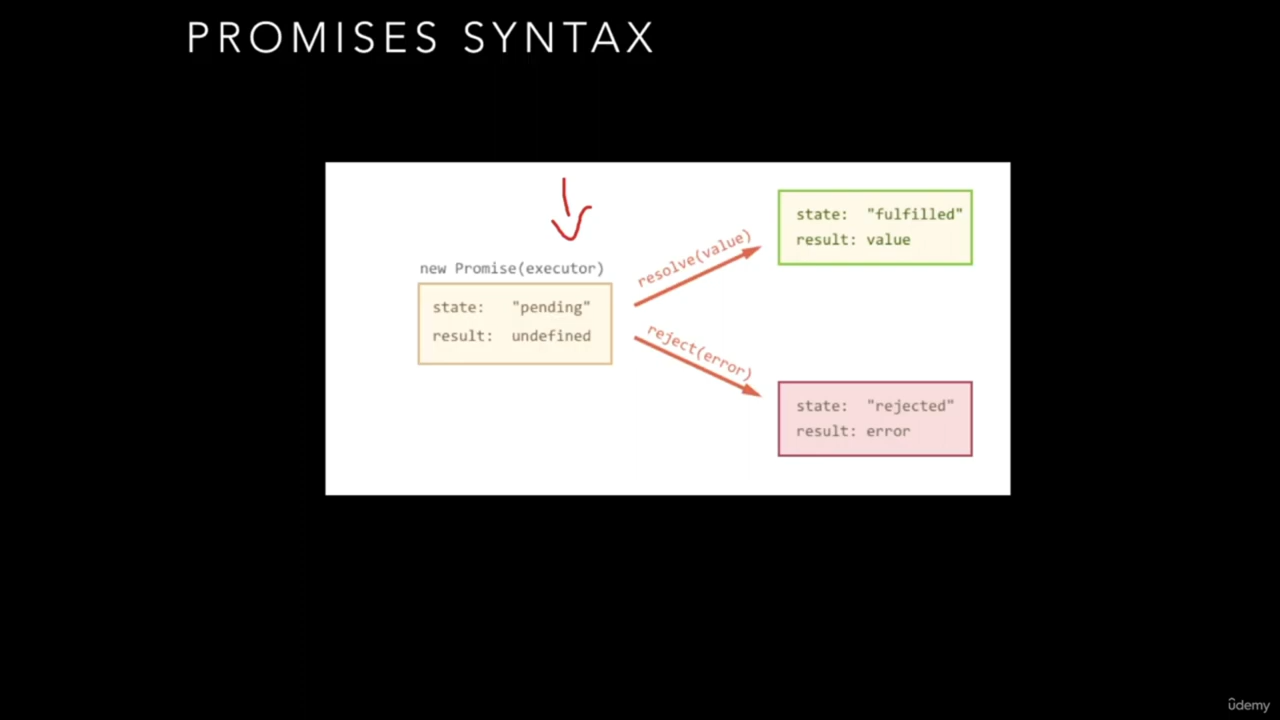 PROMISES SYNTAX
new Promise(executor)
state: "pending"
result: undefined
resolve(value)
reject(error)
state: "fulfilled"
result: value
state: "rejected"
result: error
ûdemy